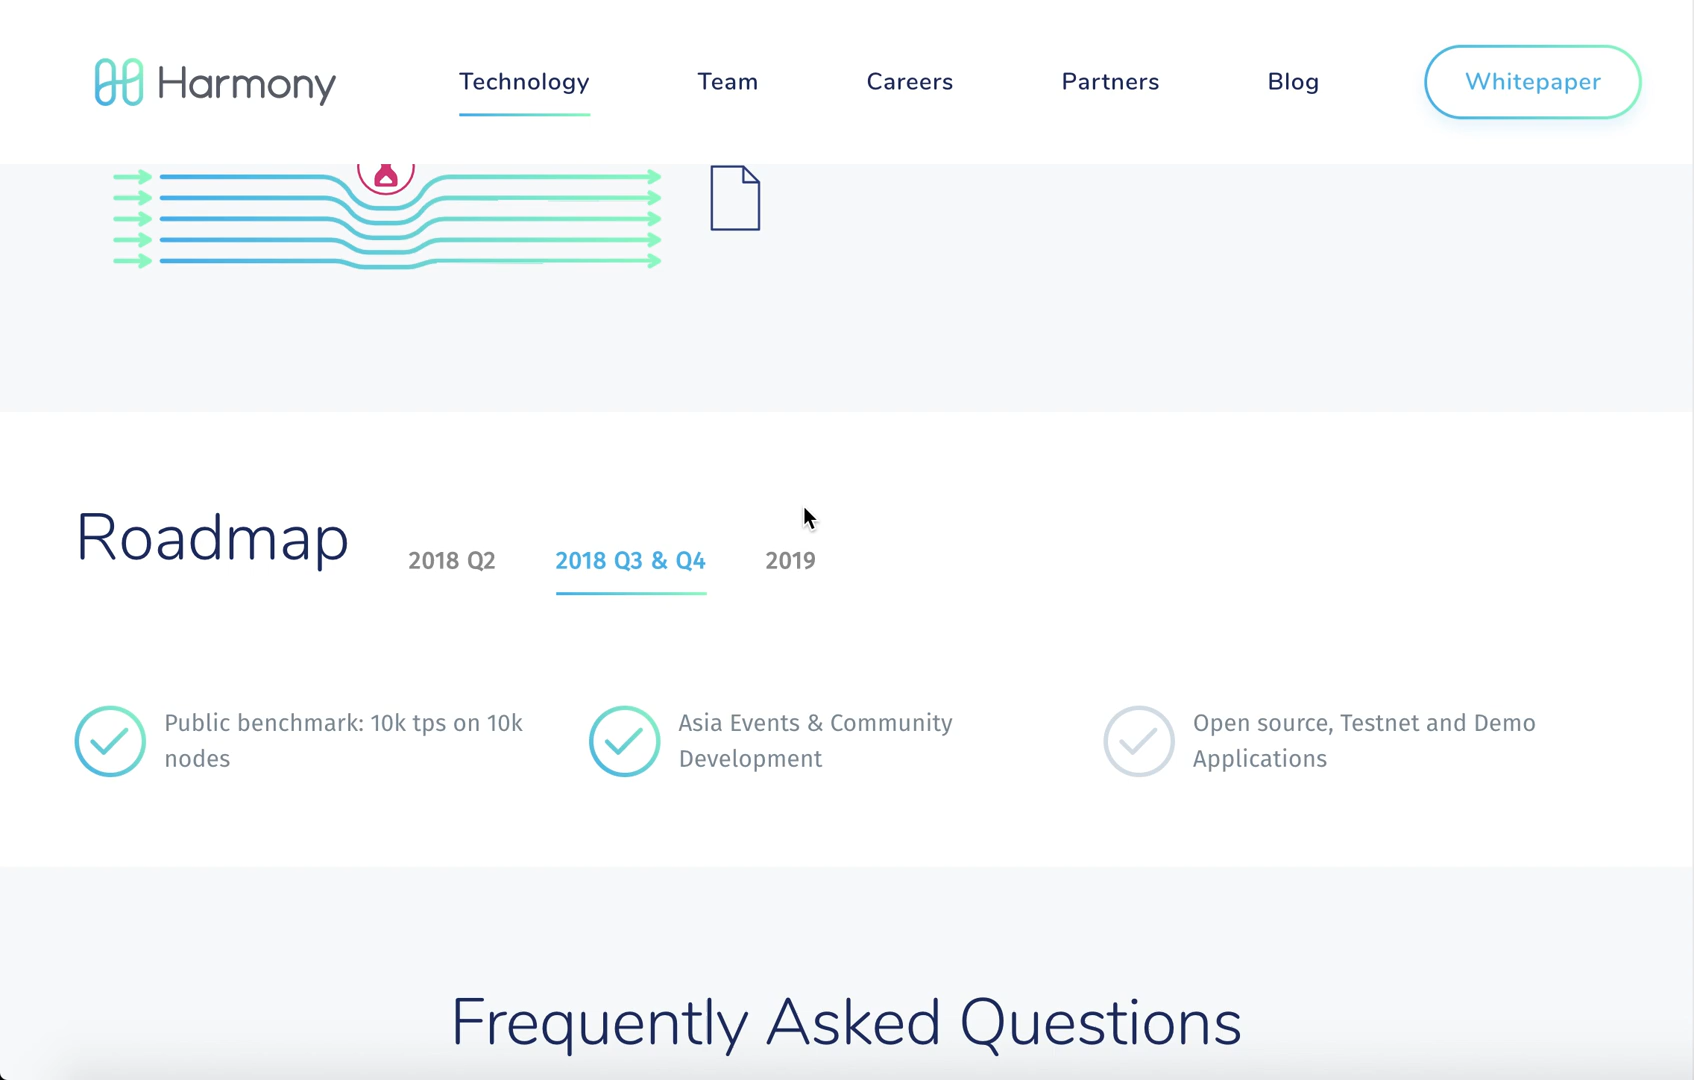 Harmony
Technology
Team
Careers
Partners
Blog
Whitepaper
Roadmap
2018 Q2
2018 Q3 & Q4
2019
Public benchmark: 10k tps on 10k
nodes
Asia Events & Community
Development
Open source, Testnet and Demo
Applications
Frequently Asked Questions